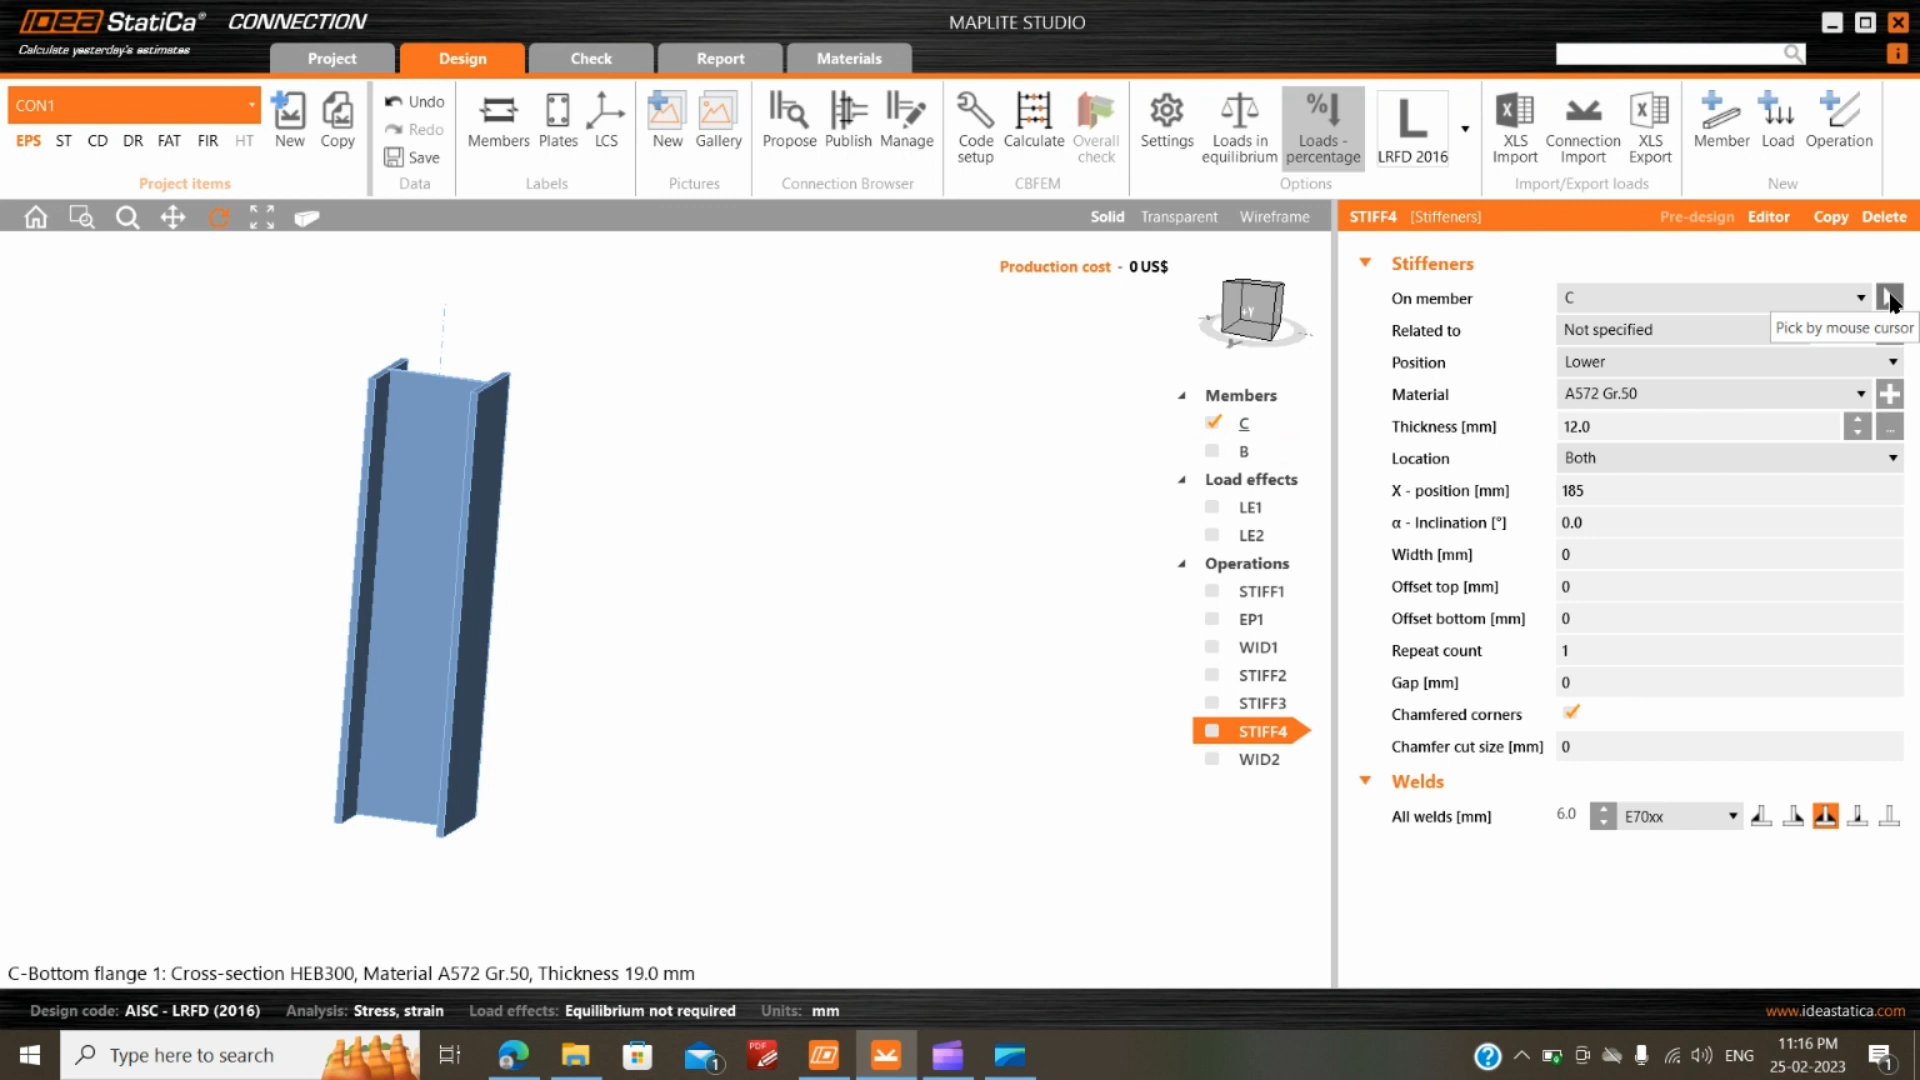 IDEA StatiCa® CONNECTION
MAPLITE STUDIO
Calculate yesterday's estimates
Project
Design
Check
Report
Materials
CON1
EPS ST CD DR FAT FIR HT
New
Copy
Project items
Undo
Redo
Save
Data
Members
Plates
LCS
Labels
New
Gallery
Pictures
Propose
Publish
Manage
Connection Browser
Code setup
Calculate
Overall check
CBFEM
Settings
Loads in equilibrium
Loads - percentage
LRFD 2016
Options
XLS Import
Connection Import
XLS Export
Import/Export loads
Member
Load
Operation
New
Solid Transparent Wireframe
STIFF4 [Stiffeners]
Pre-design Editor Copy Delete
Production cost - 0 US$
+Y
Members
C
B
Load effects
LE1
LE2
Operations
STIFF1
EP1
WID1
STIFF2
STIFF3
STIFF4
WID2
Stiffeners
On member C
Pick by mouse cursor
Related to Not specified
Position Lower
Material A572 Gr.50
Thickness [mm] 12.0
Location Both
X - position [mm] 185
α - Inclination [°] 0.0
Width [mm] 0
Offset top [mm] 0
Offset bottom [mm] 0
Repeat count 1
Gap [mm] 0
Chamfered corners
Chamfer cut size [mm] 0
Welds
All welds [mm] 6.0 E70xx
C-Bottom flange 1: Cross-section HEB300, Material A572 Gr.50, Thickness 19.0 mm
Design code: AISC - LRFD (2016) Analysis: Stress, strain Load effects: Equilibrium not required Units: mm
www.ideastatica.com
Type here to search
1
PDF
ENG
11:16 PM
25-02-2023
1